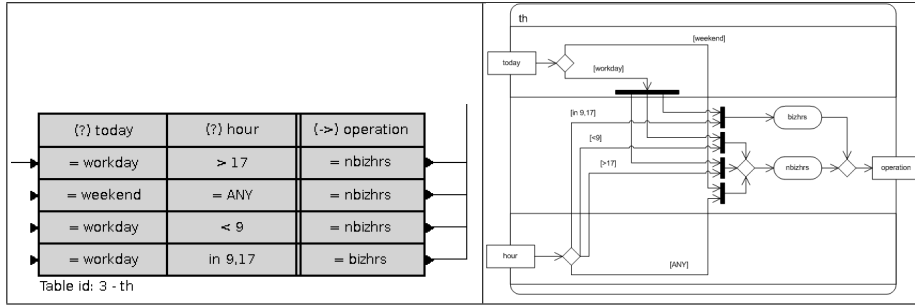 (?) today (?) hour (->) operation
= workday > 17 = nbizhrs
= weekend = ANY = nbizhrs
= workday < 9 = nbizhrs
= workday in 9,17 = bizhrs
Table id: 3 - th
th
[weekend]
today
[workday]
[in 9,17]
bizhrs
[<9]
[>17]
nbizhrs
operation
hour
[ANY]